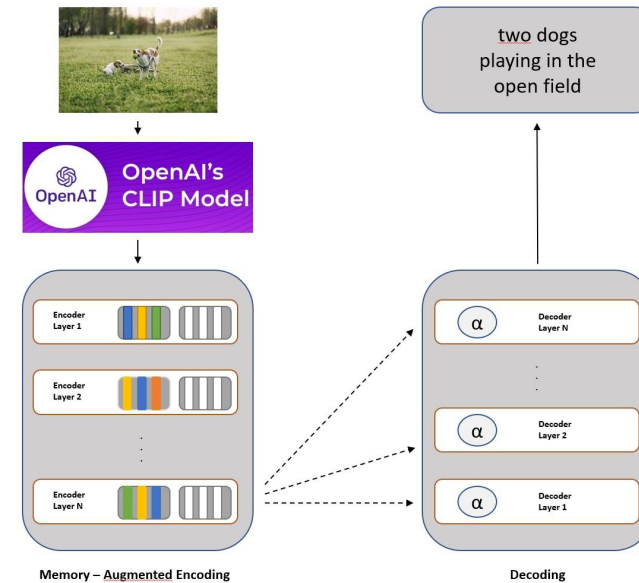 OpenAI
OpenAI's
CLIP Model
Encoder
Layer 1
Encoder
Layer 2
.
.
.
Encoder
Layer N
Memory – Augmented Encoding
two dogs
playing in the
open field
α
Decoder
Layer N
.
.
.
α
Decoder
Layer 2
α
Decoder
Layer 1
Decoding